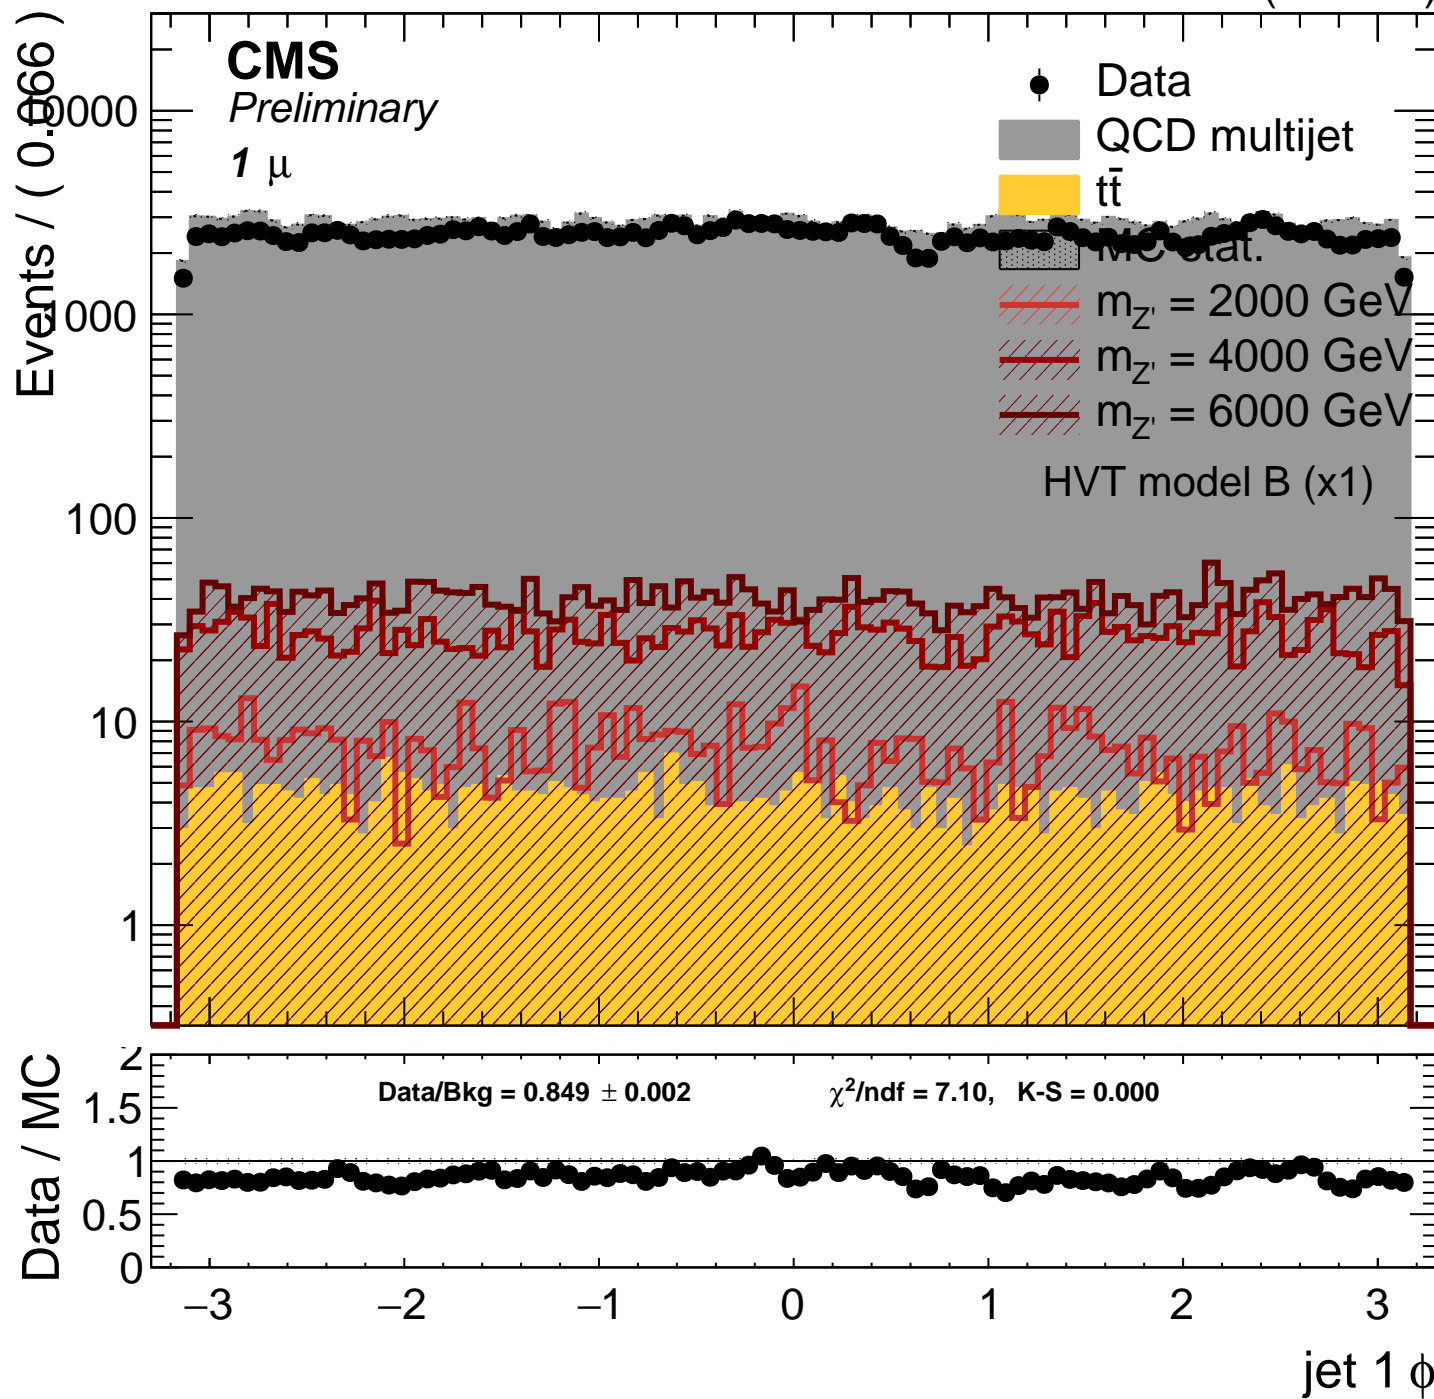 CMS
Preliminary
1 μ
Data
QCD multijet
tt̄
MC stat.
m_Z' = 2000 GeV
m_Z' = 4000 GeV
m_Z' = 6000 GeV
HVT model B (x1)
Events / ( 0.066 )
1000
100
10
1
Data/Bkg = 0.849 ± 0.002
χ²/ndf = 7.10, K-S = 0.000
Data / MC
2
1.5
1
0.5
0
−3 −2 −1 0 1 2 3
jet 1 ϕ